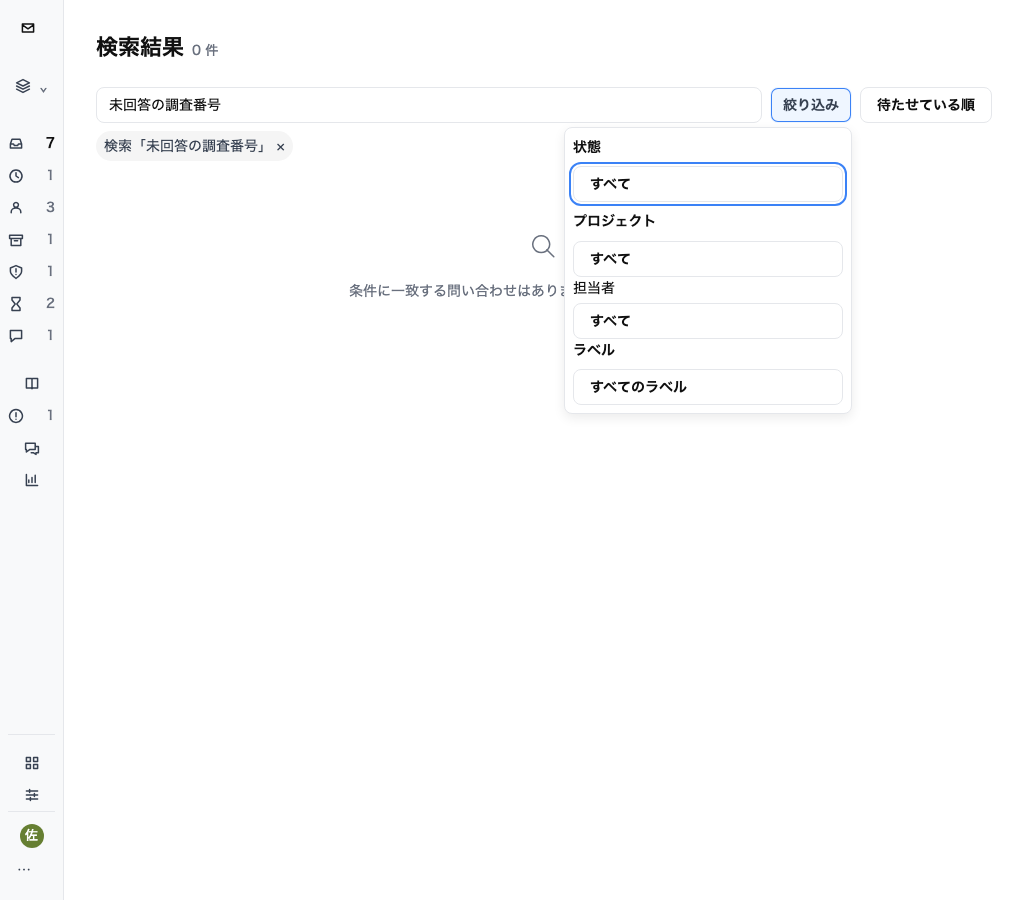 検索結果 0 件
未回答の調査番号
絞り込み
待たせている順
検索「未回答の調査番号」 ×
状態
すべて
プロジェクト
すべて
担当者
すべて
ラベル
すべてのラベル
条件に一致する問い合わせはありま
7
1
3
1
1
2
1
1
佐
…